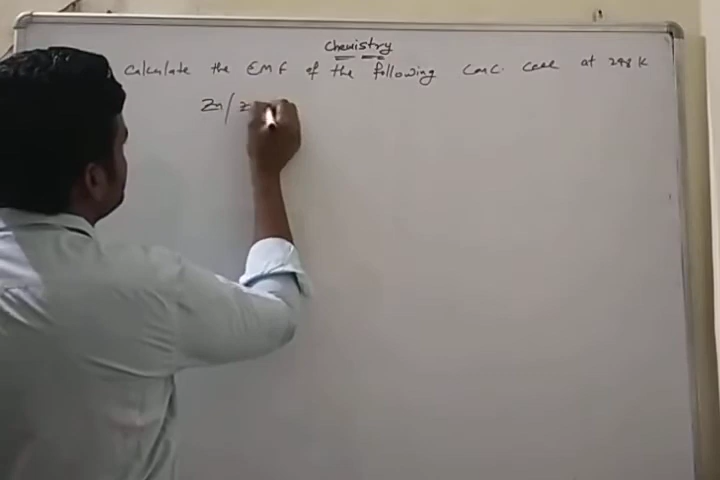 Chemistry
Calculate the EMF of the following Conc. Cell at 298 K
Zn/ Z